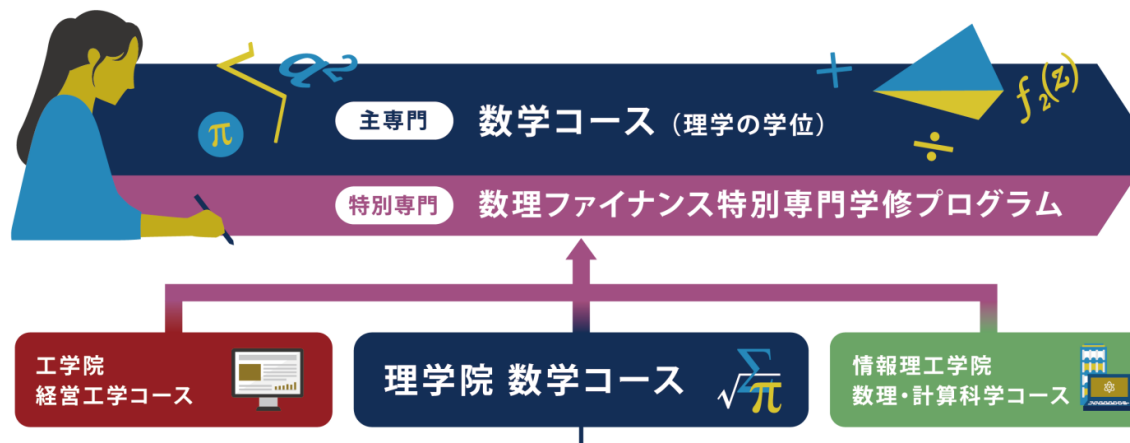 q²
π
+
÷
f₂(z)
主専門 数学コース（理学の学位）
特別専門 数理ファイナンス特別専門学修プログラム
工学院
経営工学コース
理学院 数学コース
Σ
√π
情報理工学院
数理・計算科学コース